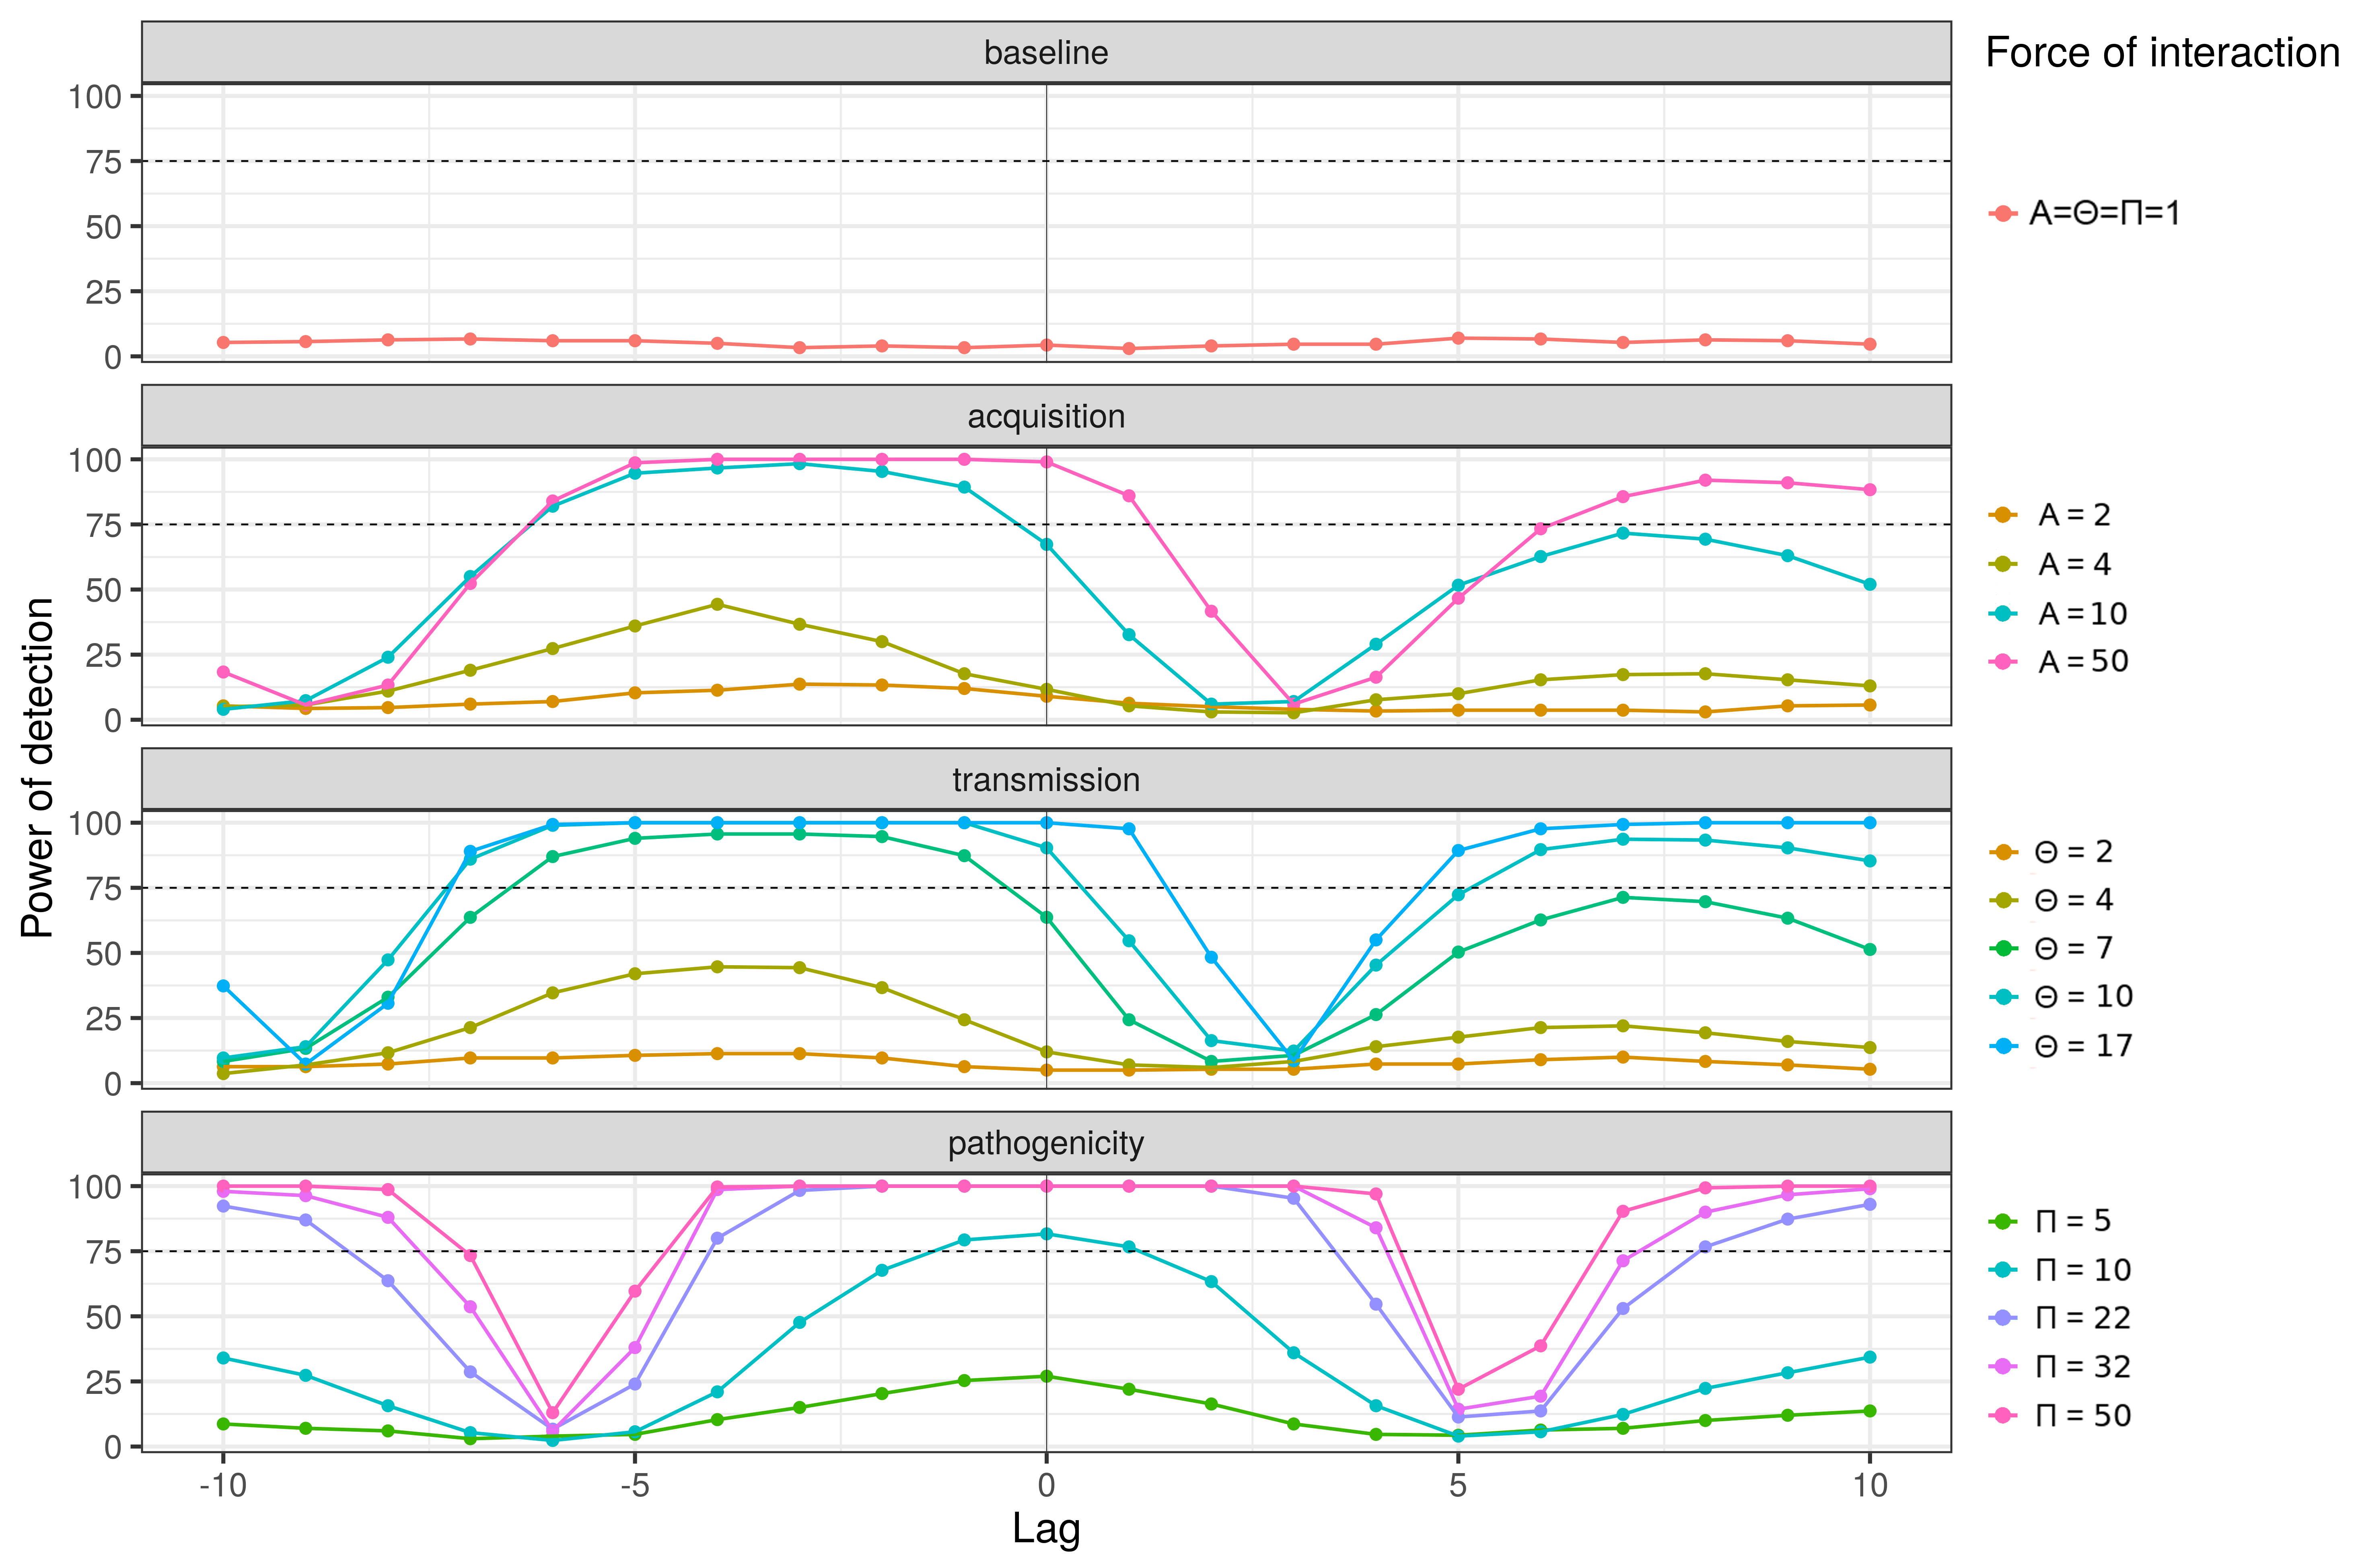 baseline
Force of interaction
100
75
50
25
0
A=Θ=Π=1
acquisition
100
75
50
25
0
A = 2
A = 4
A = 10
A = 50
Power of detection
transmission
100
75
50
25
0
Θ = 2
Θ = 4
Θ = 7
Θ = 10
Θ = 17
pathogenicity
100
75
50
25
0
Π = 5
Π = 10
Π = 22
Π = 32
Π = 50
-10 -5 0 5 10
Lag